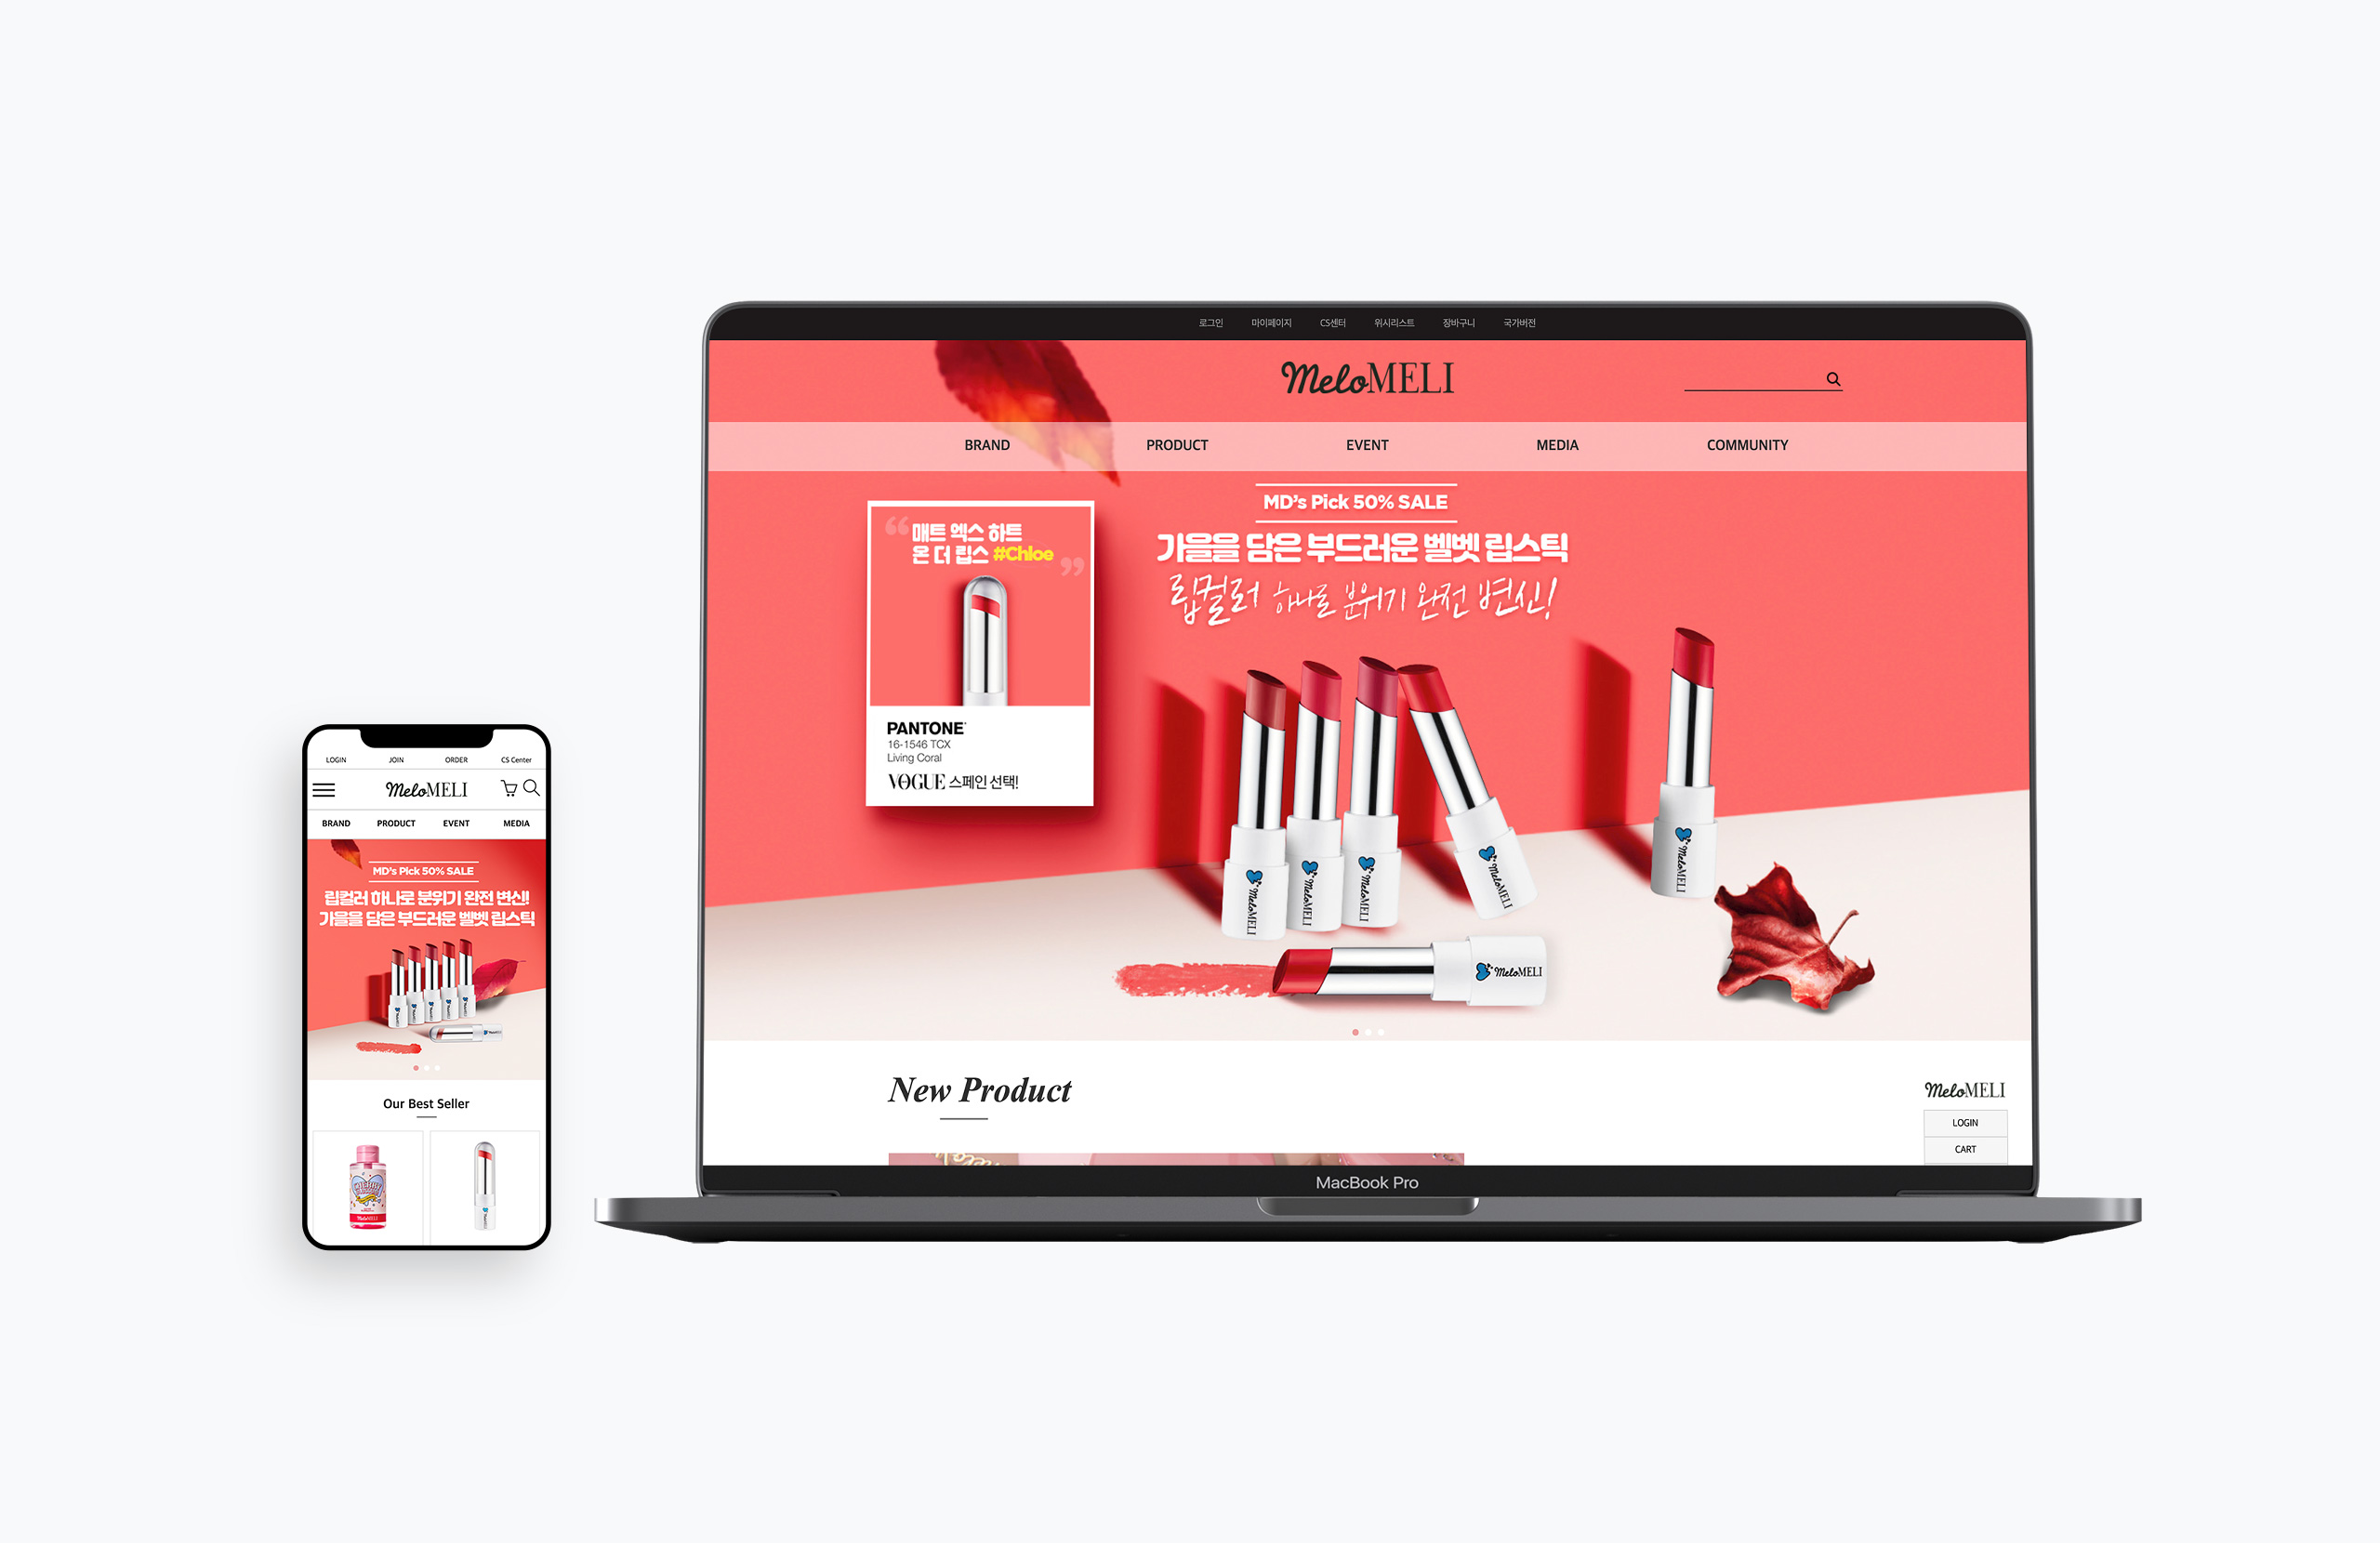 로그인 마이페이지 CS센터 위시리스트 장바구니 국가버전
MeloMELI
BRAND PRODUCT EVENT MEDIA COMMUNITY
MD's Pick 50% SALE
가을을 담은 부드러운 벨벳 립스틱
립컬러 하나로 분위기 완전 변신!
“매트 엑스 하트
온 더 립스 #Chloe”
PANTONE
16-1546 TCX
Living Coral
VOGUE 스페인 선택!
MeloMELI
MeloMELI
MeloMELI
MeloMELI
MeloMELI
MeloMELI
New Product
MeloMELI
LOGIN
CART
MacBook Pro
LOGIN JOIN ORDER CS Center
MeloMELI
BRAND PRODUCT EVENT MEDIA
MD's Pick 50% SALE
립컬러 하나로 분위기 완전 변신!
가을을 담은 부드러운 벨벳 립스틱
Our Best Seller
MeloMELI